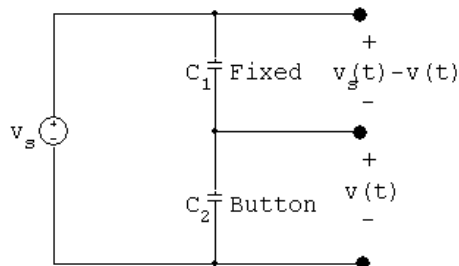 +
C1 Fixed
vs(t)-v(t)
-
vs
+
-
+
C2 Button
v(t)
-